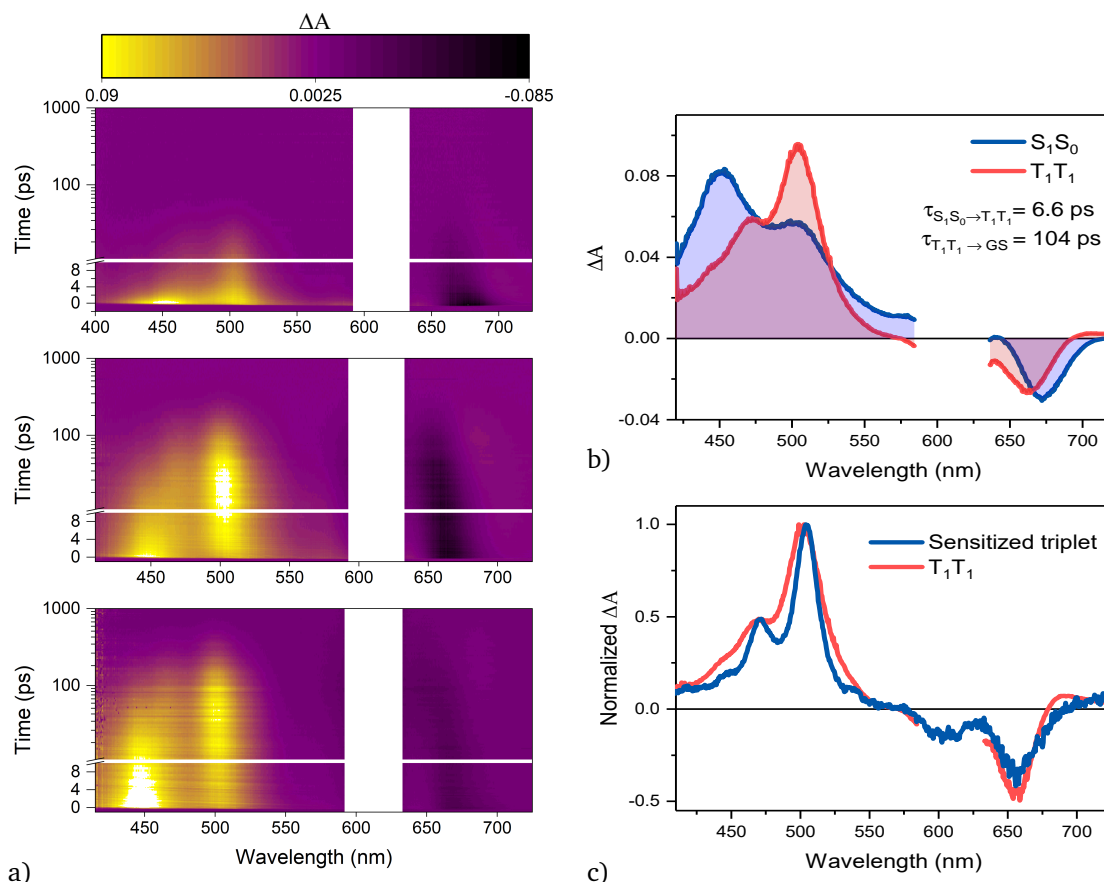 ΔA
0.09 0.0025 -0.085
1000
100
8
4
0
Time (ps)
400 450 500 550 600 650 700
1000
100
8
4
0
Time (ps)
450 500 550 600 650 700
1000
100
8
4
0
Time (ps)
450 500 550 600 650 700
Wavelength (nm)
a)
S₁S₀
T₁T₁
τS₁S₀→T₁T₁= 6.6 ps
τT₁T₁→GS = 104 ps
0.08
0.04
0.00
-0.04
ΔA
450 500 550 600 650 700
Wavelength (nm)
b)
Sensitized triplet
T₁T₁
1.0
0.5
0.0
-0.5
Normalized ΔA
450 500 550 600 650 700
Wavelength (nm)
c)